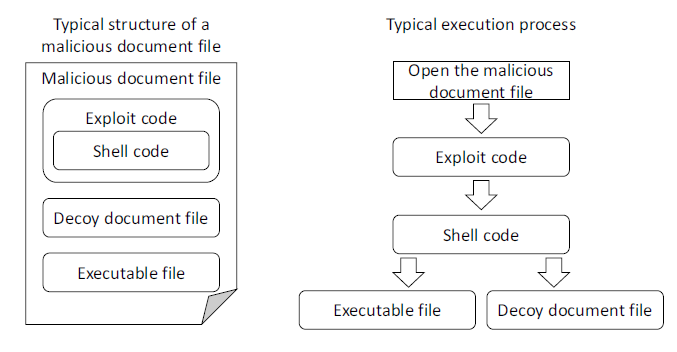 Typical structure of a
malicious document file
Malicious document file
Exploit code
Shell code
Decoy document file
Executable file
Typical execution process
Open the malicious
document file
Exploit code
Shell code
Executable file
Decoy document file